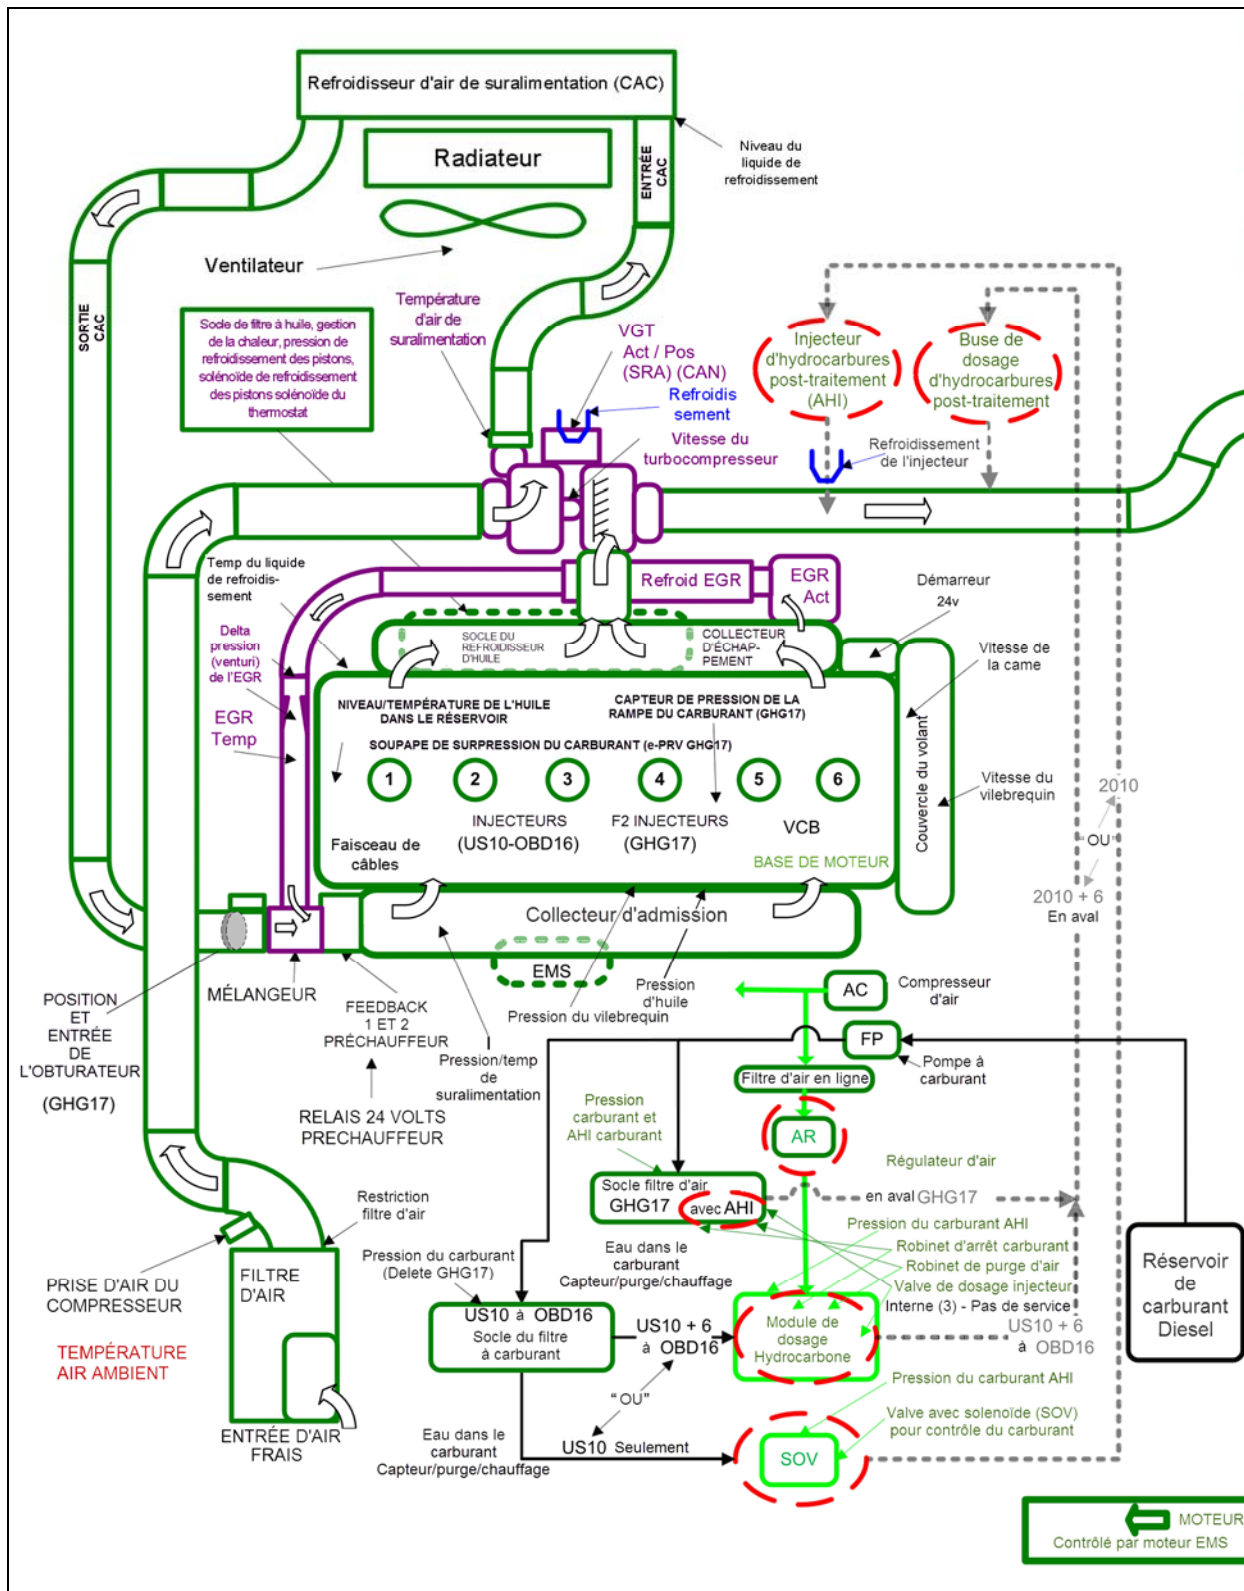 Refroidisseur d'air de suralimentation (CAC)
Radiateur
ENTRÉE
CAC
Niveau du
liquide de
refroidissement
Ventilateur
SORTIE
CAC
Socle de filtre à huile, gestion
de la chaleur, pression de
refroidissement des pistons,
solénoïde de refroidissement
des pistons solénoïde du
thermostat
Température
d'air de
suralimentation
VGT
Act / Pos
(SRA) (CAN)
Refroidis
sement
Vitesse du
turbocompresseur
Injecteur
d'hydrocarbures
post-traitement
(AHI)
Buse de
dosage
d'hydrocarbures
post-traitement
Refroidissement
de l'injecteur
Temp du liquide
de refroidis-
sement
Refroid EGR
EGR
Act
Démarreur
24v
Delta
pression
(venturi)
de l'EGR
SOCLE DU
REFROIDISSEUR
D'HUILE
COLLECTEUR
D'ÉCHAP-
PEMENT
Vitesse de
la came
EGR
Temp
NIVEAU/TEMPÉRATURE DE L'HUILE
DANS LE RÉSERVOIR
CAPTEUR DE PRESSION DE LA
RAMPE DU CARBURANT (GHG17)
SOUPAPE DE SURPRESSION DU CARBURANT (e-PRV GHG17)
1 2 3 4 5 6
Couvercle du volant
Vitesse du
vilebrequin
2010
"OU"
2010 + 6
En aval
INJECTEURS
(US10-OBD16)
F2 INJECTEURS
(GHG17)
VCB
Faisceau de
câbles
BASE DE MOTEUR
Collecteur d'admission
EMS
MÉLANGEUR
POSITION
ET
ENTRÉE
DE
L'OBTURATEUR
(GHG17)
FEEDBACK
1 ET 2
PRÉCHAUFFEUR
Pression du vilebrequin
Pression
d'huile
Pression/temp
de
suralimentation
RELAIS 24 VOLTS
PRECHAUFFEUR
AC
Compresseur
d'air
FP
Pompe à
carburant
Filtre d'air en ligne
AR
Régulateur d'air
Pression
carburant et
AHI carburant
Socle filtre d'air
GHG17
avec AHI
en aval GHG17
Restriction
filtre d'air
PRISE D'AIR DU
COMPRESSEUR
TEMPÉRATURE
AIR AMBIENT
FILTRE
D'AIR
ENTRÉE D'AIR
FRAIS
Pression du carburant
(Delete GHG17)
Eau dans le
carburant
Capteur/purge/chauffage
Pression du carburant AHI
Robinet d'arrêt carburant
Robinet de purge d'air
Valve de dosage injecteur
Interne (3) - Pas de service
Réservoir
de
carburant
Diesel
US10 à OBD16
Socle du filtre
à carburant
US10 + 6
à OBD16
Module de
dosage
Hydrocarbone
US10 + 6
à
OBD16
"OU"
US10 Seulement
Eau dans le
carburant
Capteur/purge/chauffage
Pression du carburant AHI
Valve avec solenoïde (SOV)
pour contrôle du carburant
SOV
MOTEUR
Contrôlé par moteur EMS